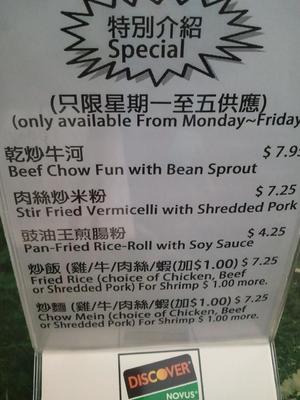 特別介紹
Special
(只限星期一至五供應)
(only available From Monday~Friday
乾炒牛河 $ 7.9
Beef Chow Fun with Bean Sprout
肉絲炒米粉 $ 7.25
Stir Fried Vermicelli with Shredded Pork
豉油王煎腸粉 $ 4.25
Pan-Fried Rice-Roll with Soy Sauce
炒飯 (雞/牛/肉絲/蝦(加$1.00) $ 7.25
Fried Rice (choice of Chicken, Beef
or Shredded Pork) For Shrimp $ 1.00 more.
炒麵 (雞/牛/肉絲/蝦(加$1.00) $ 7.25
Chow Mein (choice of Chicken, Beef
or Shredded Pork) For Shrimp $ 1.00 more.
DISCOVER
NOVUS